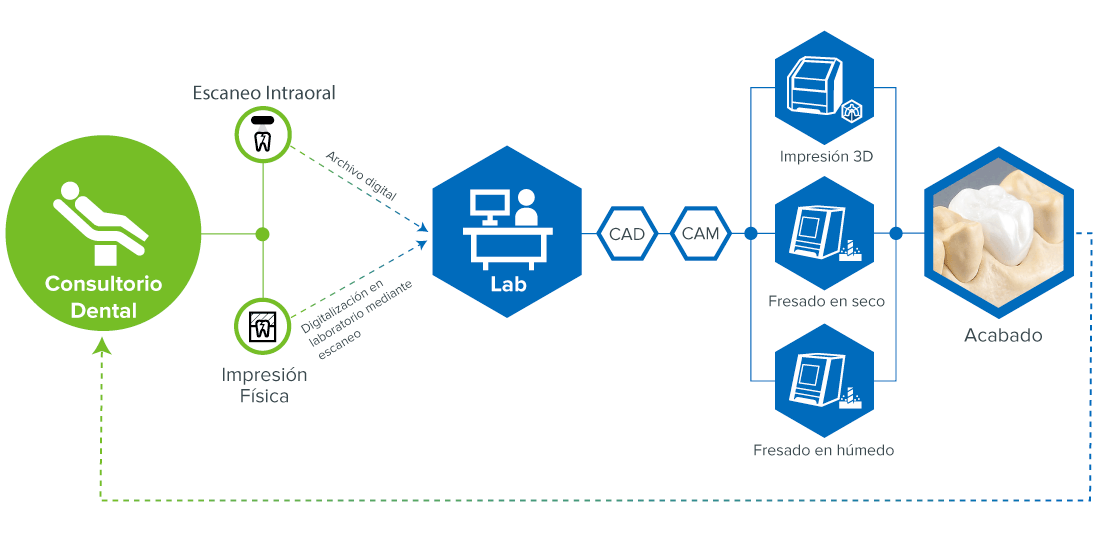 Escaneo Intraoral
Archivo digital
Consultorio
Dental
Digitalización en
laboratorio mediante
escaneo
Impresión
Física
Lab
CAD
CAM
Impresión 3D
Fresado en seco
Fresado en húmedo
Acabado